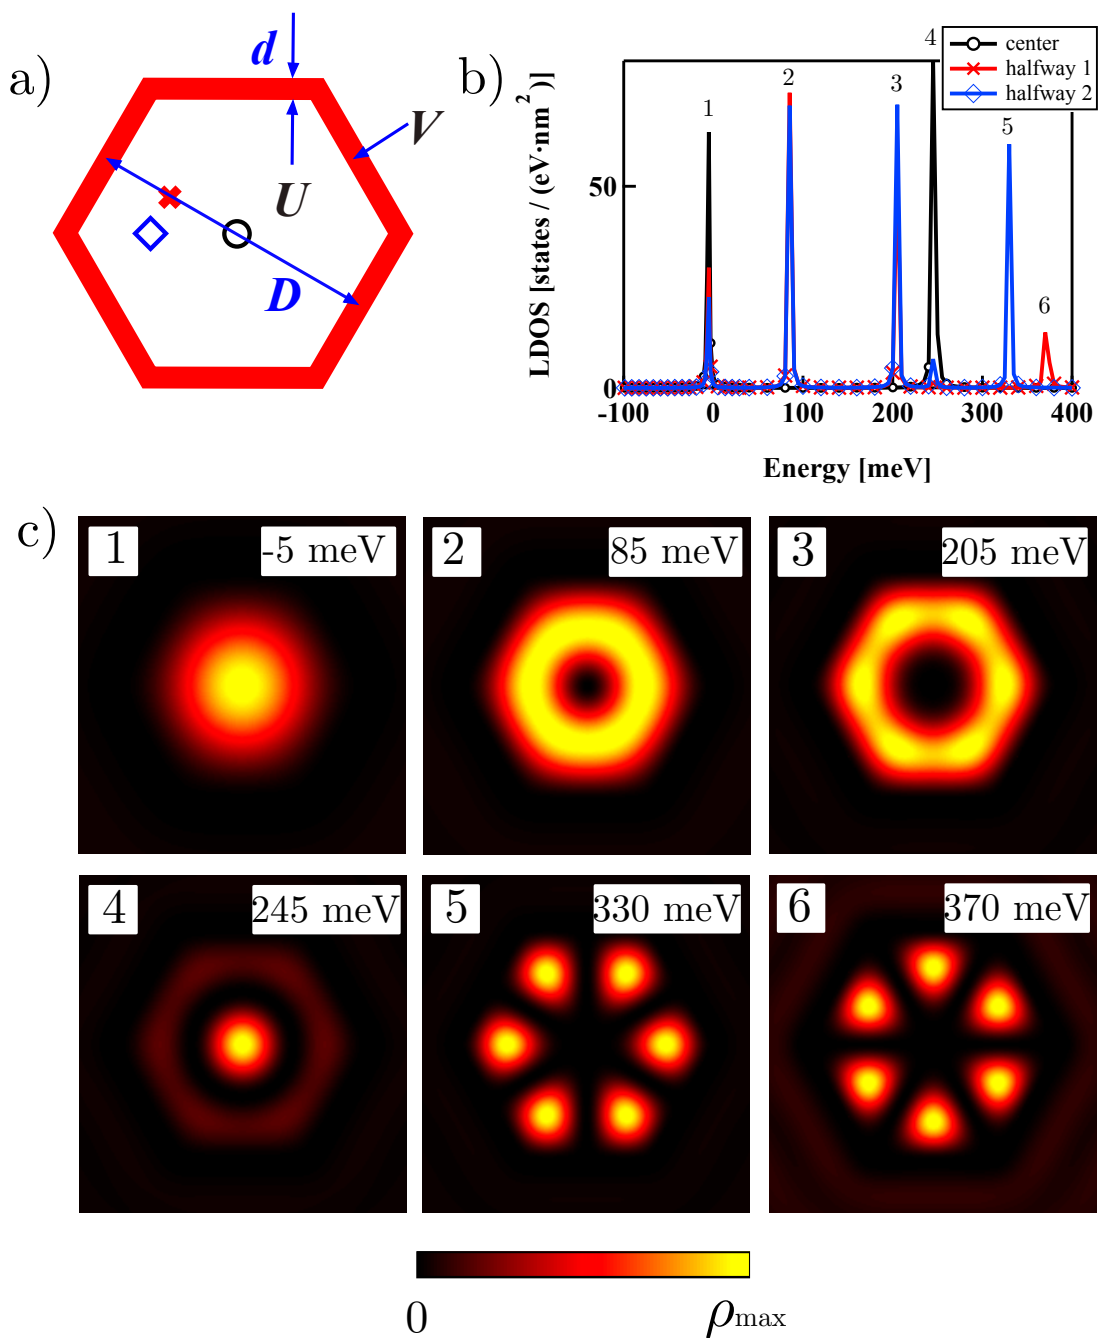 a)
d
V
U
D
b)
LDOS [states / (eV·nm²)]
50
0
-100
0
100
200
300
400
Energy [meV]
1
2
3
4
5
6
center
halfway 1
halfway 2
c)
1
-5 meV
2
85 meV
3
205 meV
4
245 meV
5
330 meV
6
370 meV
0
ρmax